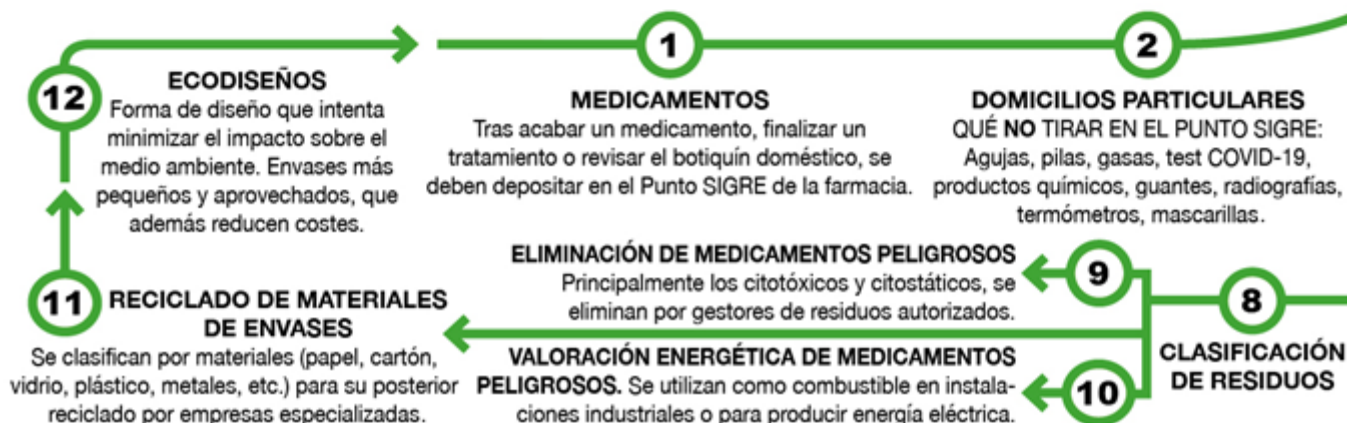 1
MEDICAMENTOS
Tras acabar un medicamento, finalizar un
tratamiento o revisar el botiquín doméstico, se
deben depositar en el Punto SIGRE de la farmacia.
2
DOMICILIOS PARTICULARES
QUÉ NO TIRAR EN EL PUNTO SIGRE:
Agujas, pilas, gasas, test COVID-19,
productos químicos, guantes, radiografías,
termómetros, mascarillas.
8
CLASIFICACIÓN
DE RESIDUOS
9
ELIMINACIÓN DE MEDICAMENTOS PELIGROSOS
Principalmente los citotóxicos y citostáticos, se
eliminan por gestores de residuos autorizados.
10
VALORACIÓN ENERGÉTICA DE MEDICAMENTOS
PELIGROSOS. Se utilizan como combustible en instala-
ciones industriales o para producir energía eléctrica.
11
RECICLADO DE MATERIALES
DE ENVASES
Se clasifican por materiales (papel, cartón,
vidrio, plástico, metales, etc.) para su posterior
reciclado por empresas especializadas.
12
ECODISEÑOS
Forma de diseño que intenta
minimizar el impacto sobre el
medio ambiente. Envases más
pequeños y aprovechados, que
además reducen costes.